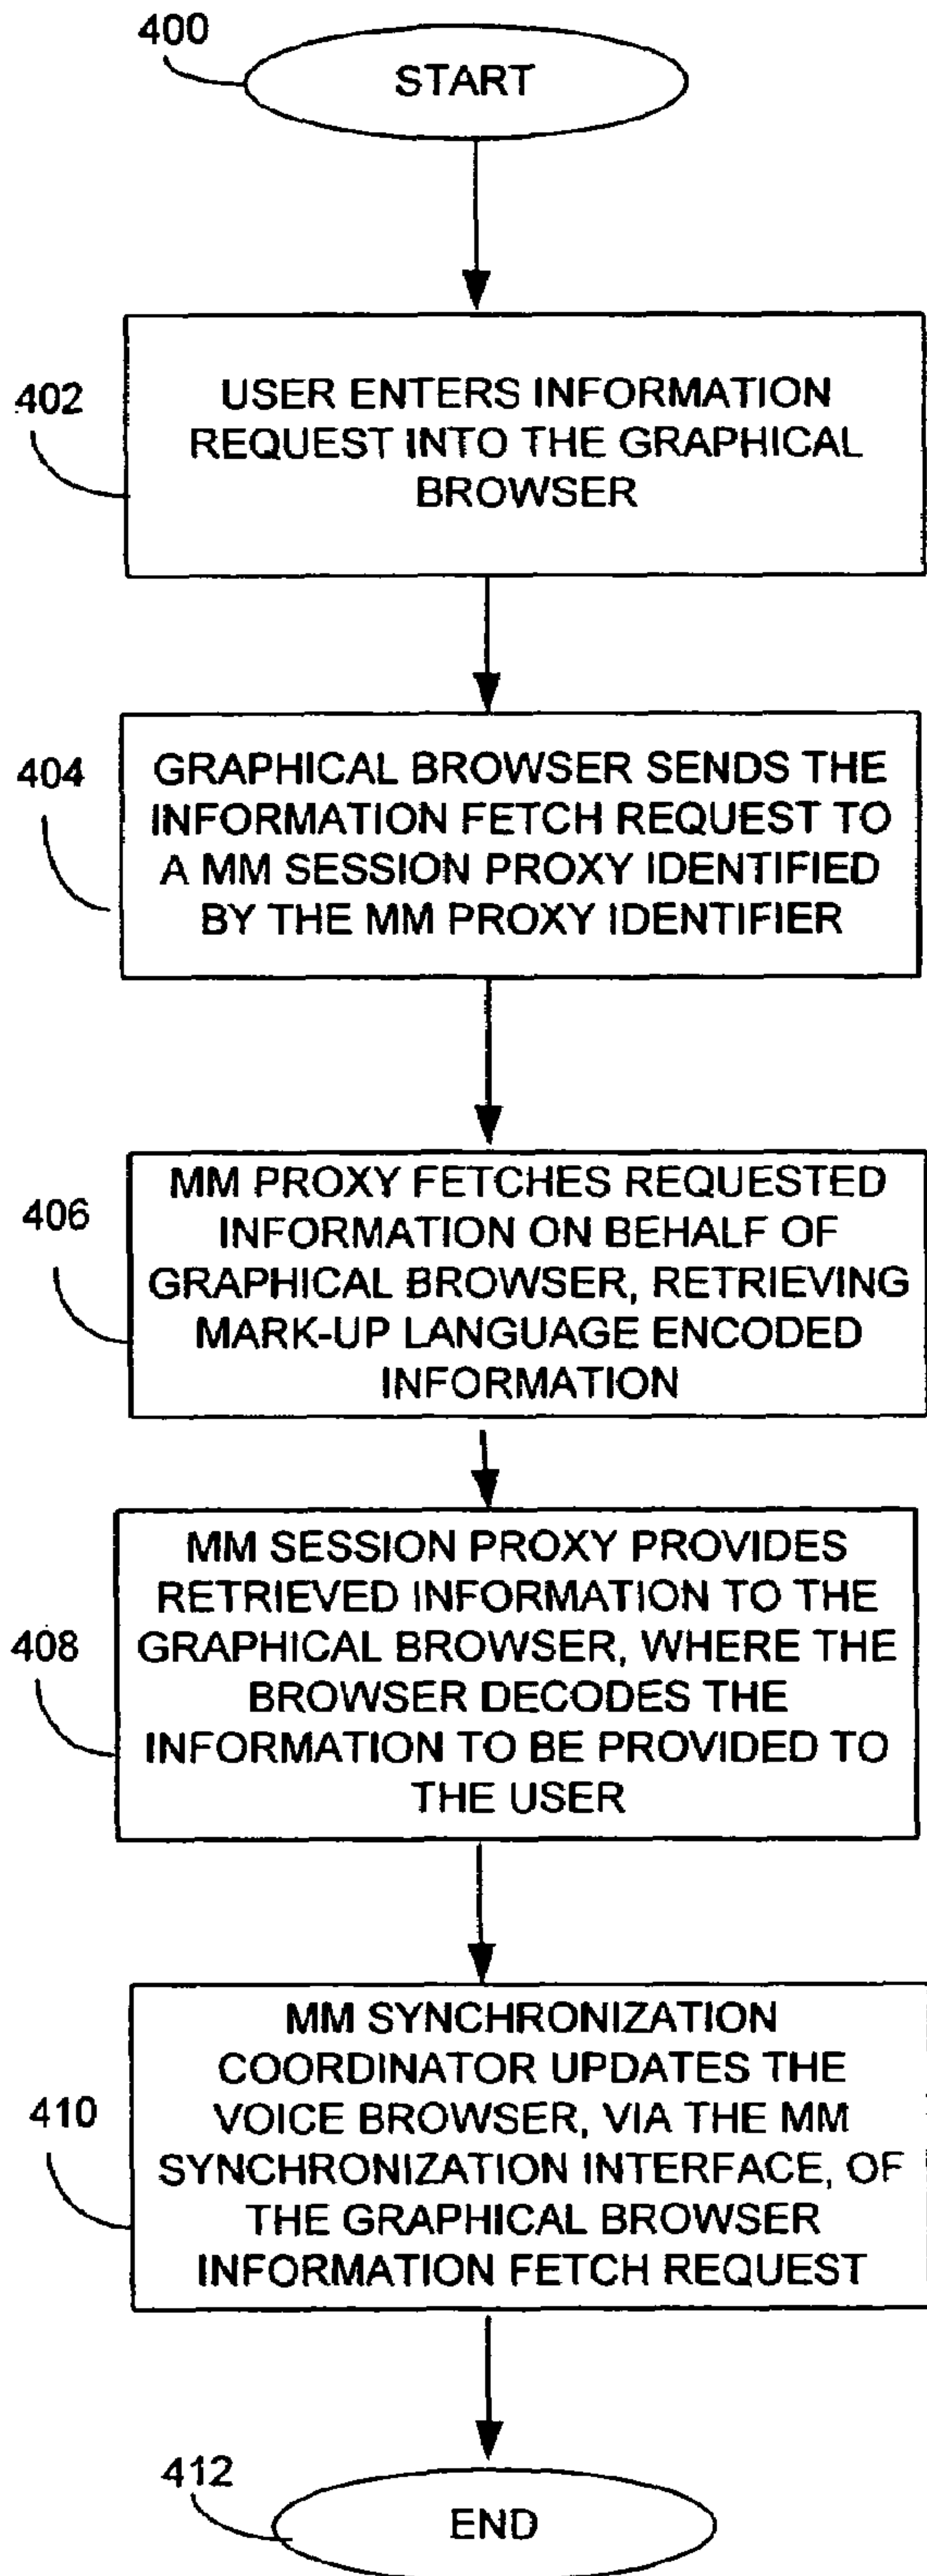 400
START
402
USER ENTERS INFORMATION
REQUEST INTO THE GRAPHICAL
BROWSER
404
GRAPHICAL BROWSER SENDS THE
INFORMATION FETCH REQUEST TO
A MM SESSION PROXY IDENTIFIED
BY THE MM PROXY IDENTIFIER
406
MM PROXY FETCHES REQUESTED
INFORMATION ON BEHALF OF
GRAPHICAL BROWSER, RETRIEVING
MARK-UP LANGUAGE ENCODED
INFORMATION
408
MM SESSION PROXY PROVIDES
RETRIEVED INFORMATION TO THE
GRAPHICAL BROWSER, WHERE THE
BROWSER DECODES THE
INFORMATION TO BE PROVIDED TO
THE USER
410
MM SYNCHRONIZATION
COORDINATOR UPDATES THE
VOICE BROWSER, VIA THE MM
SYNCHRONIZATION INTERFACE, OF
THE GRAPHICAL BROWSER
INFORMATION FETCH REQUEST
412
END